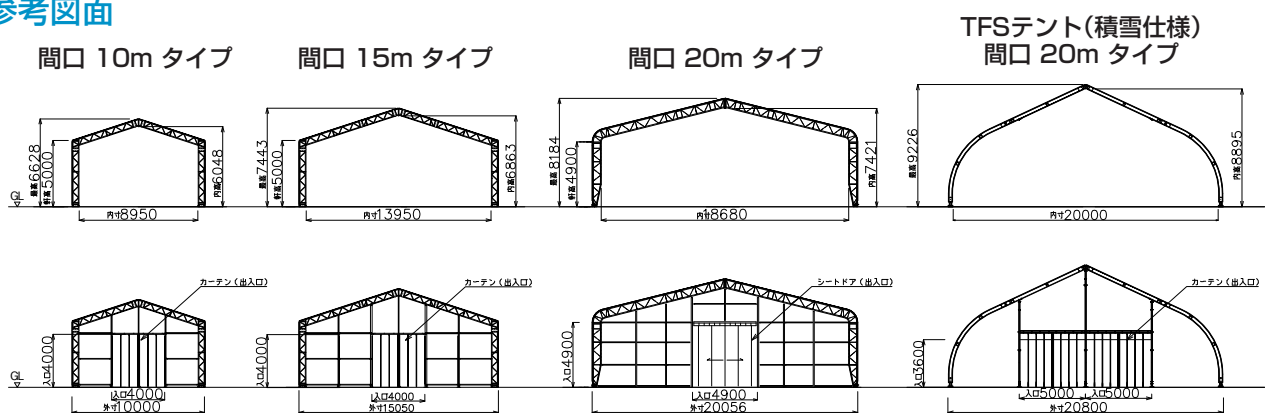 参考図面
間口 10m タイプ
間口 15m タイプ
間口 20m タイプ
TFSテント(積雪仕様)
間口 20m タイプ
最高6628
軒高5000
内高6048
内寸8950
最高7443
軒高5000
内高6863
内寸13950
最高8184
軒高4900
内高7421
内寸18680
最高9226
内高8895
内寸20000
GL
カーテン(出入口)
入口4000
入口4000
外寸10000
カーテン(出入口)
入口4000
入口4000
外寸15050
シートドア(出入口)
入口4900
入口4900
外寸20056
カーテン(出入口)
入口3600
入口5000
入口5000
外寸20800
GL